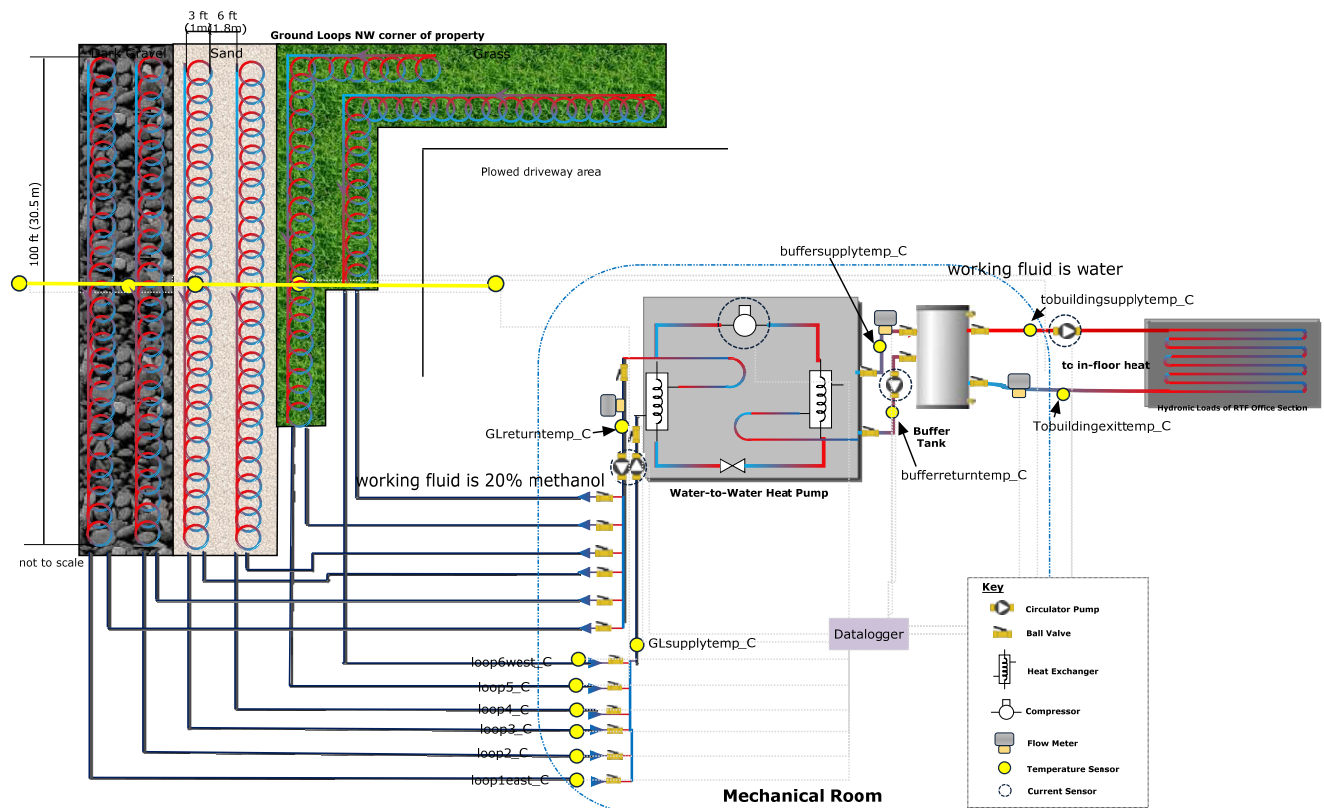 3 ft
(1m)
6 ft
(1.8m)
Ground Loops NW corner of property
Dark Gravel
Sand
Grass
100 ft (30.5 m)
Plowed driveway area
not to scale
buffersupplytemp_C
working fluid is water
tobuildingsupplytemp_C
to in-floor heat
Hydronic Loads of RTF Office Section
Tobuildingexittemp_C
Buffer
Tank
bufferreturntemp_C
GLreturntemp_C
working fluid is 20% methanol
Water-to-Water Heat Pump
Datalogger
GLsupplytemp_C
loop6west_C
loop5_C
loop4_C
loop3_C
loop2_C
loop1east_C
Mechanical Room
Key
Circulator Pump
Ball Valve
Heat Exchanger
Compressor
Flow Meter
Temperature Sensor
Current Sensor